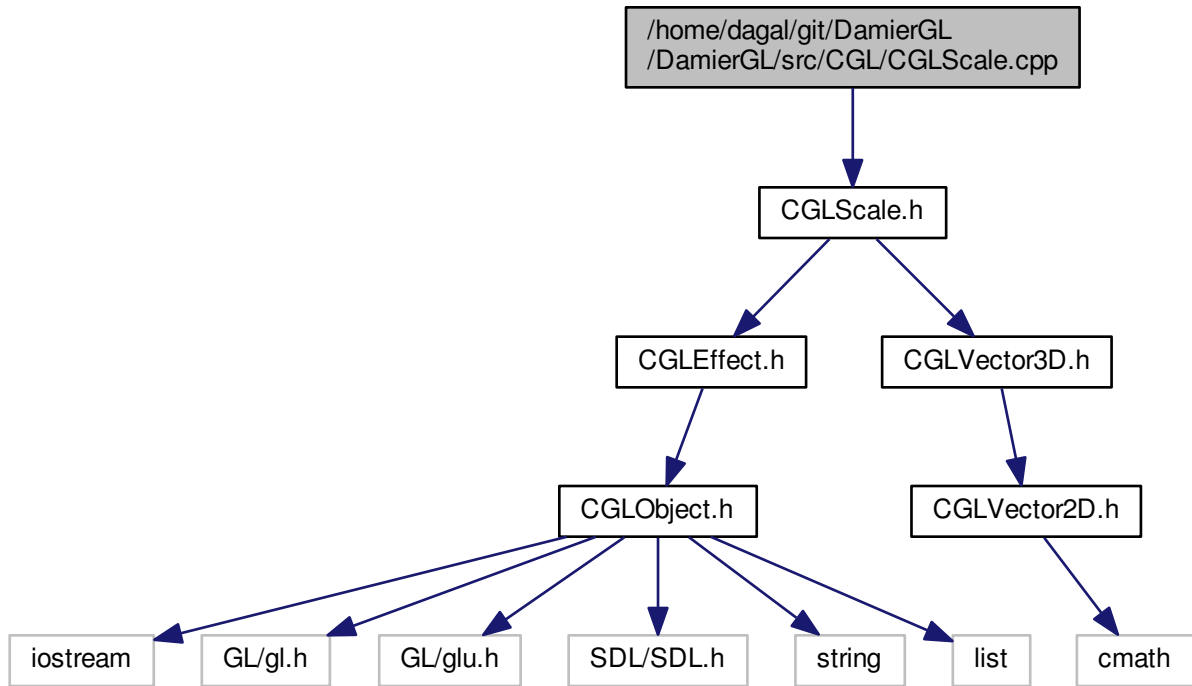 /home/dagal/git/DamierGL
/DamierGL/src/CGL/CGLScale.cpp
CGLScale.h
CGLEffect.h
CGLVector3D.h
CGLObject.h
CGLVector2D.h
iostream
GL/gl.h
GL/glu.h
SDL/SDL.h
string
list
cmath